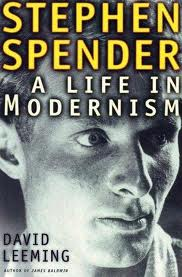 STEPHEN
SPENDER
A LIFE IN
MODERNISM
DAVID
LEEMING
AUTHOR OF JAMES BALDWIN